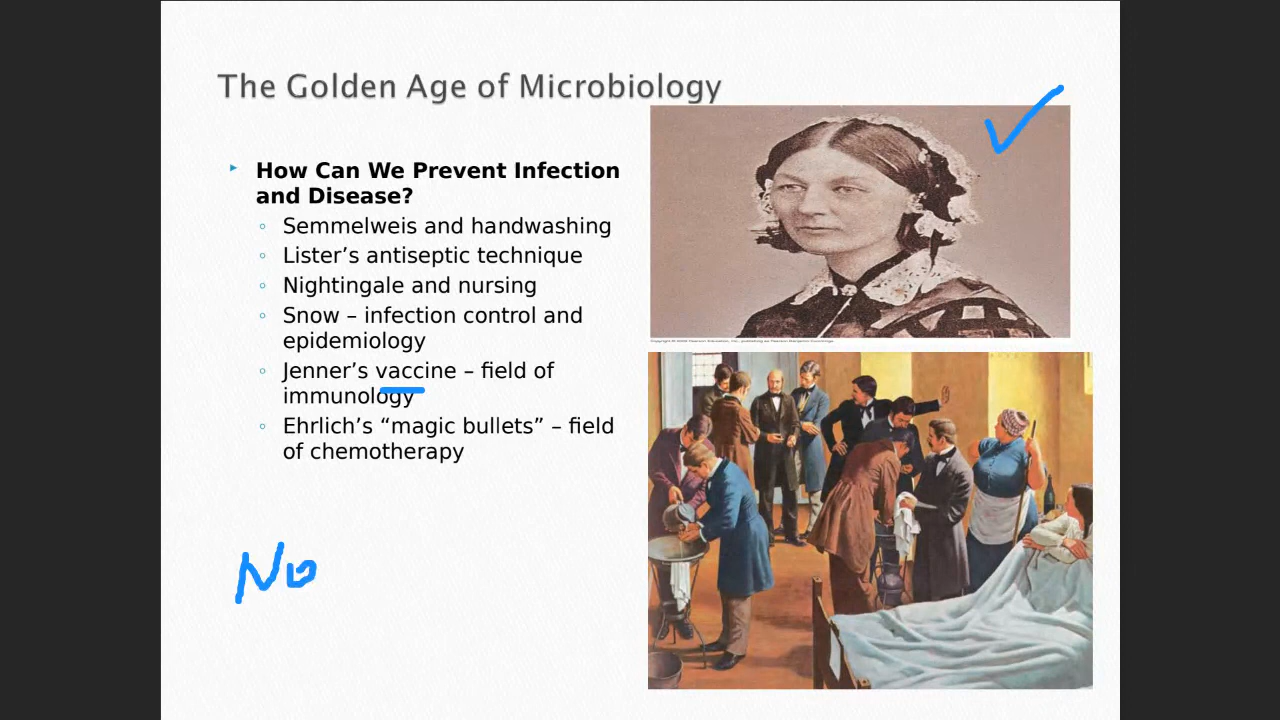 The Golden Age of Microbiology
How Can We Prevent Infection
and Disease?
Semmelweis and handwashing
Lister’s antiseptic technique
Nightingale and nursing
Snow – infection control and
epidemiology
Jenner’s vaccine – field of
immunology
Ehrlich’s “magic bullets” – field
of chemotherapy
No